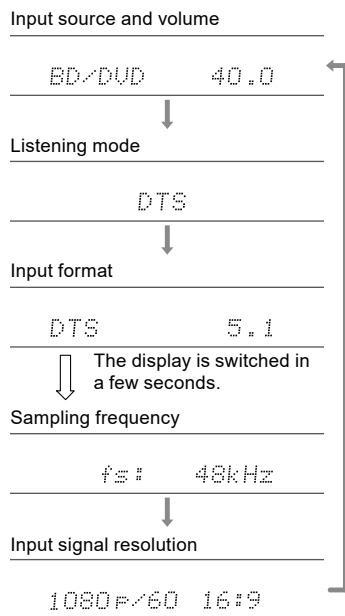 Input source and volume
BD/DVD 40.0
Listening mode
DTS
Input format
DTS 5.1
The display is switched in
a few seconds.
Sampling frequency
fs: 48kHz
Input signal resolution
1080p/60 16:9